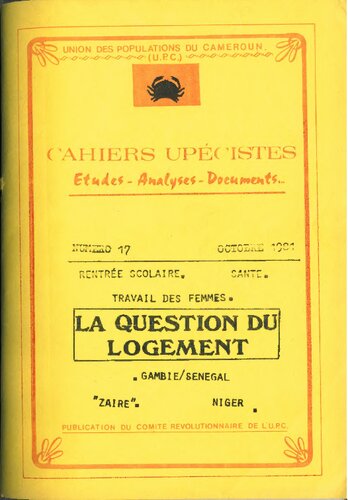 UNION DES POPULATIONS DU CAMEROUN
(U.P.C.)
CAHIERS UPÉCISTES
Etudes - Analyses - Documents...
NUMERO 17 OCTOBRE 1981
RENTRÉE SCOLAIRE. SANTE.
TRAVAIL DES FEMMES.
LA QUESTION DU
LOGEMENT
. GAMBIE/SENEGAL
"ZAIRE". NIGER
PUBLICATION DU COMITE REVOLUTIONNAIRE DE L'U.P.C.